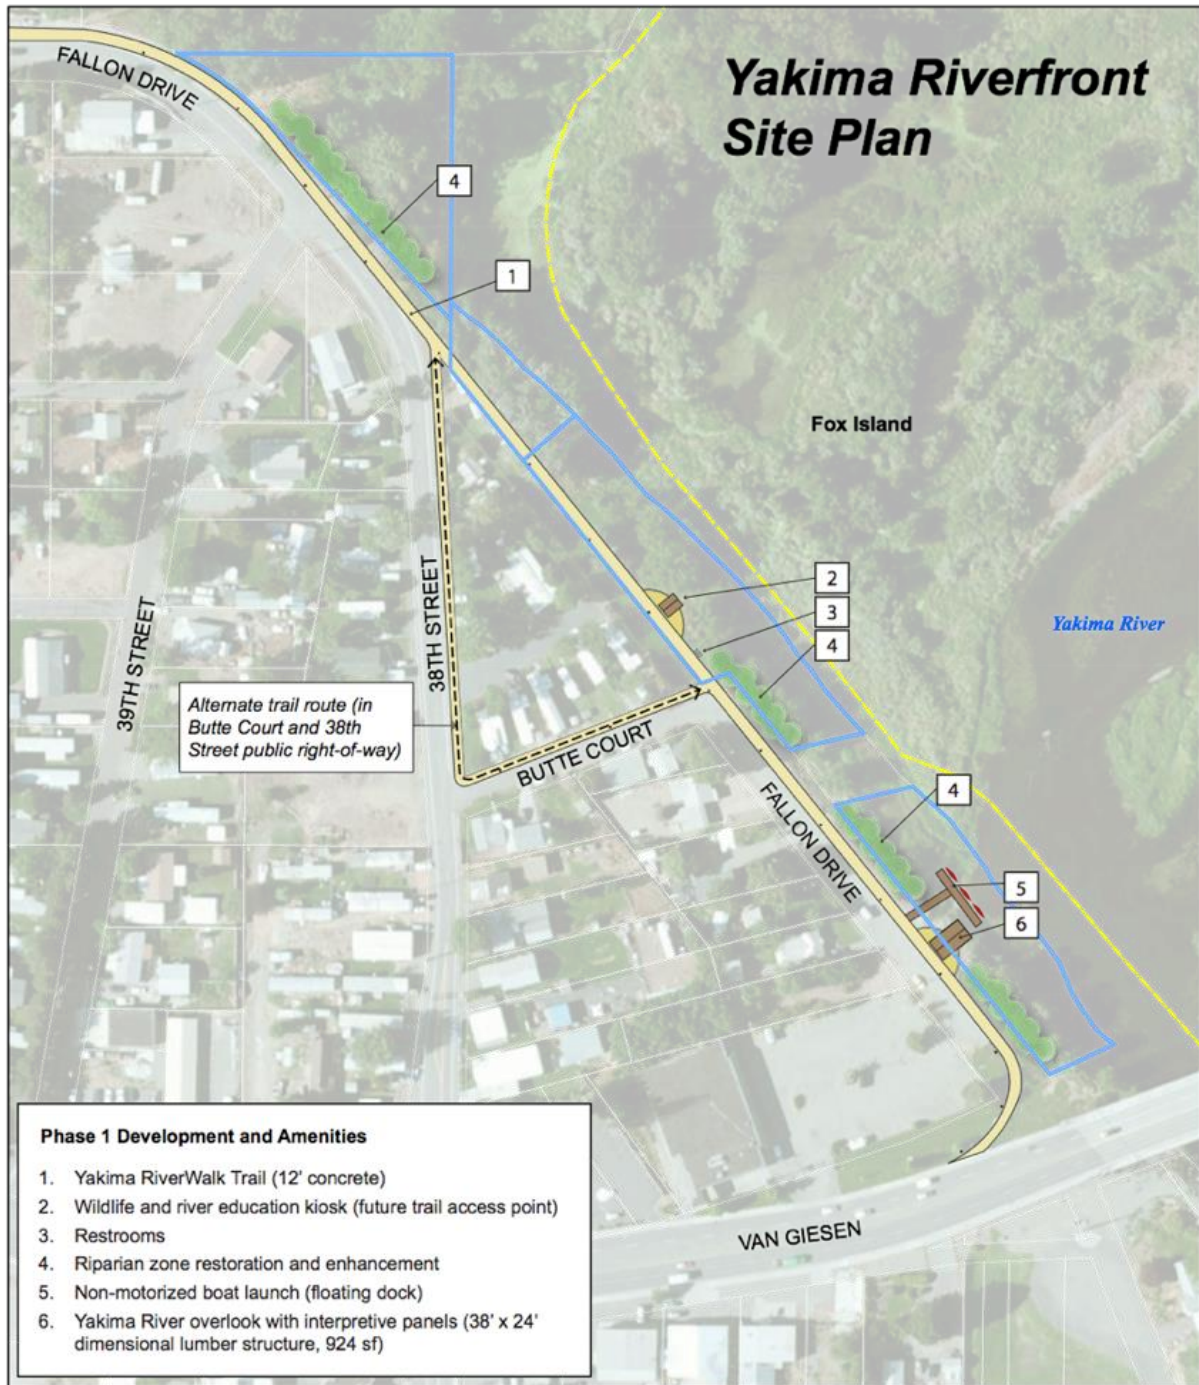 Yakima Riverfront
Site Plan
FALLON DRIVE
4
1
Fox Island
2
3
4
Yakima River
38TH STREET
39TH STREET
Alternate trail route (in
Butte Court and 38th
Street public right-of-way)
BUTTE COURT
FALLON DRIVE
4
5
6
VAN GIESEN
Phase 1 Development and Amenities
1. Yakima RiverWalk Trail (12' concrete)
2. Wildlife and river education kiosk (future trail access point)
3. Restrooms
4. Riparian zone restoration and enhancement
5. Non-motorized boat launch (floating dock)
6. Yakima River overlook with interpretive panels (38' x 24'
dimensional lumber structure, 924 sf)